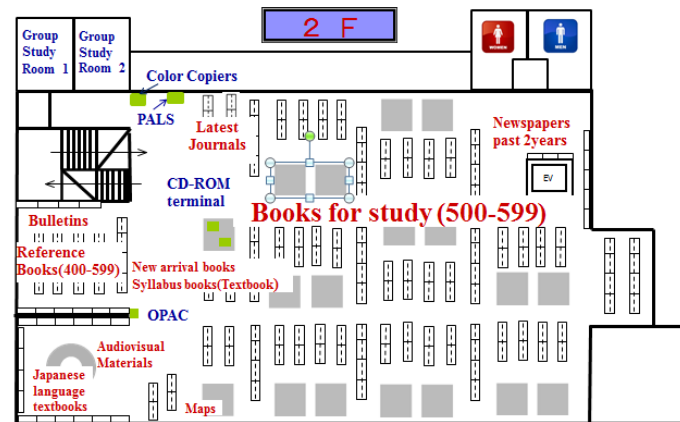 2 F
Group
Study
Room 1
Group
Study
Room 2
WOMEN
MEN
Color Copiers
PALS
Latest
Journals
Newspapers
past 2years
EV
CD-ROM
terminal
Books for study (500-599)
Bulletins
Reference
Books(400-599)
New arrival books
Syllabus books(Textbook)
OPAC
Audiovisual
Materials
Japanese
language
textbooks
Maps